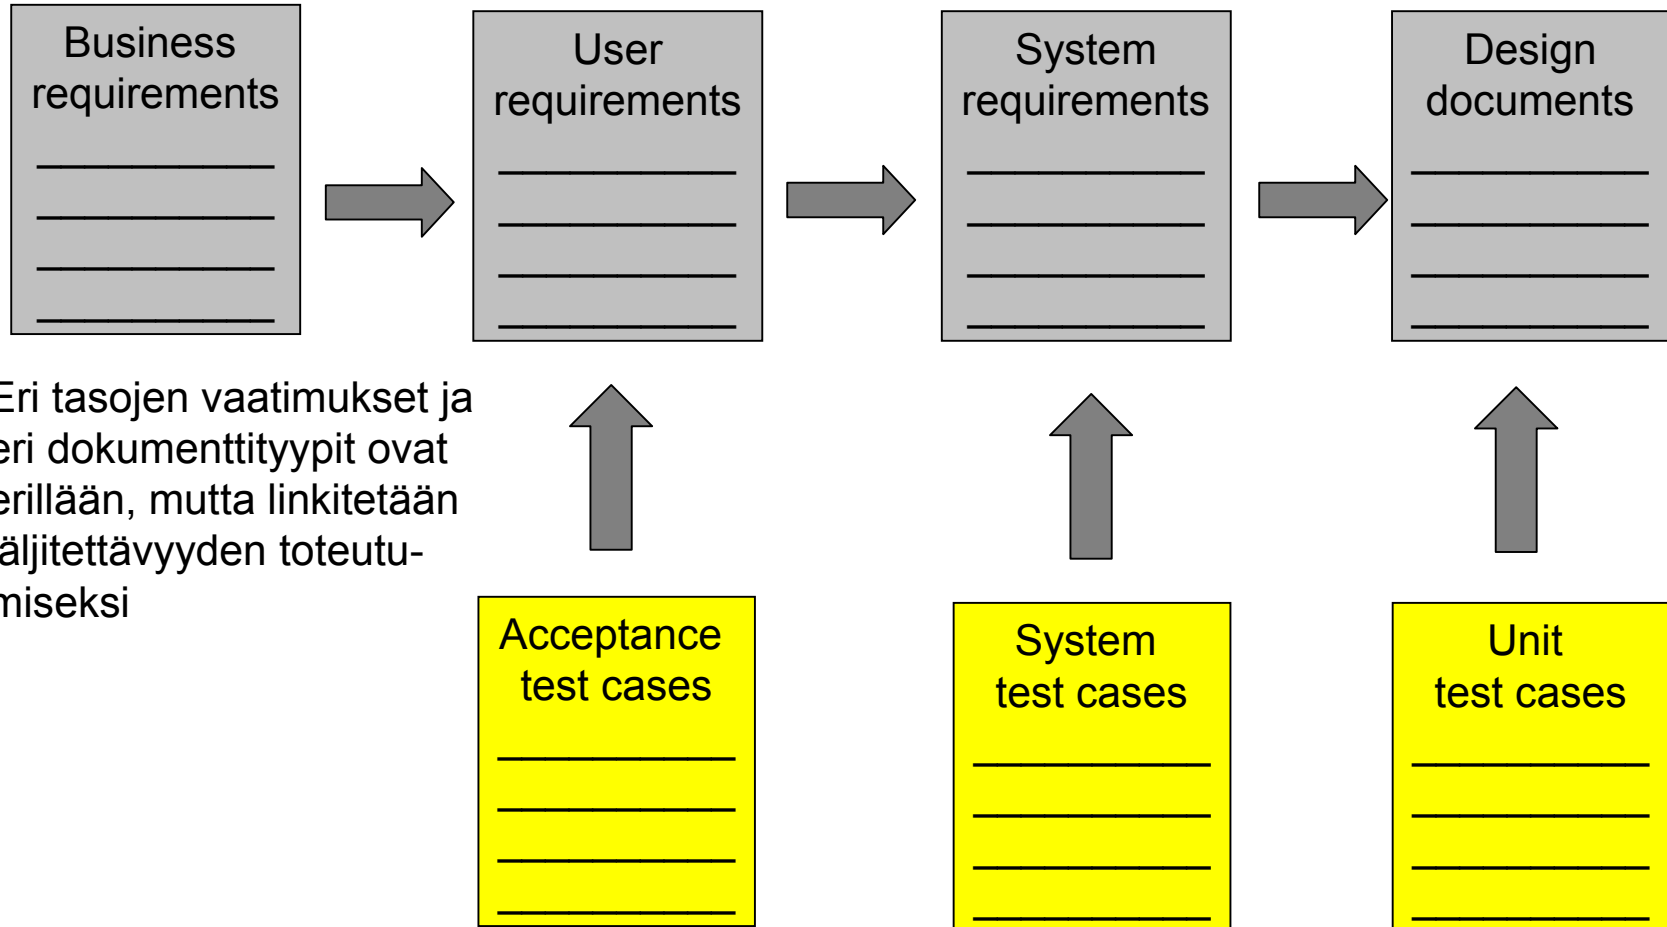 Business
requirements
User
requirements
System
requirements
Design
documents
Eri tasojen vaatimukset ja
eri dokumenttityypit ovat
erillään, mutta linkitetään
äljitettävyyden toteutu-
miseksi
Acceptance
test cases
System
test cases
Unit
test cases